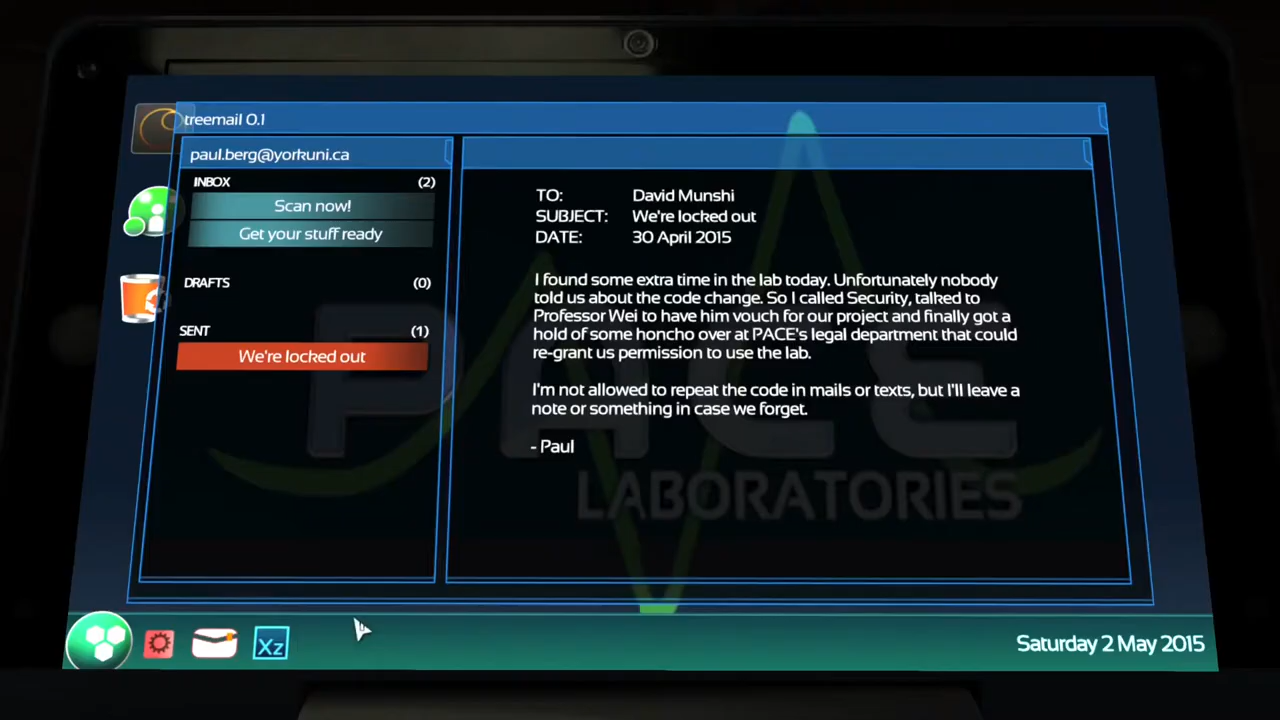 treemail 0.1
paul.berg@yorkuni.ca
INBOX (2)
Scan now!
Get your stuff ready
DRAFTS (0)
SENT (1)
We're locked out
TO: David Munshi
SUBJECT: We're locked out
DATE: 30 April 2015
I found some extra time in the lab today. Unfortunately nobody
told us about the code change. So I called Security, talked to
Professor Wei to have him vouch for our project and finally got a
hold of some honcho over at PACE's legal department that could
re-grant us permission to use the lab.
I'm not allowed to repeat the code in mails or texts, but I'll leave a
note or something in case we forget.
- Paul
PACE
LABORATORIES
Xz
Saturday 2 May 2015